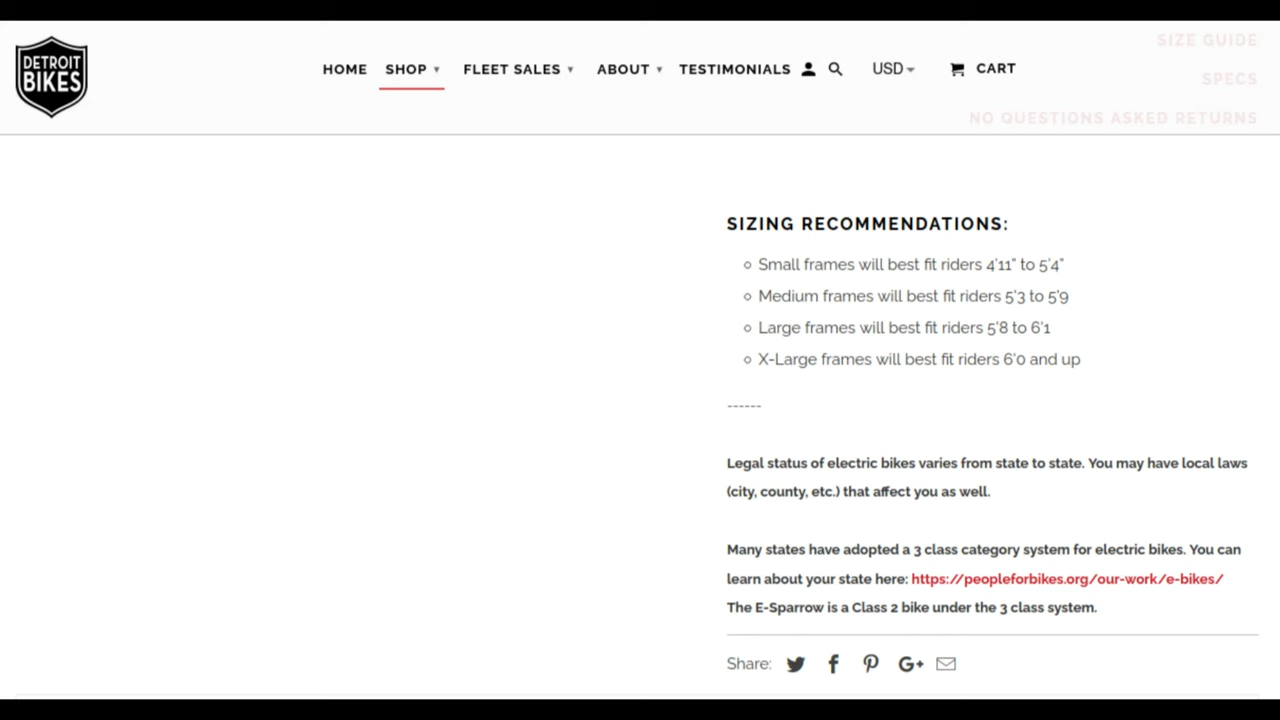 DETROIT
BIKES
HOME SHOP ▾ FLEET SALES ▾ ABOUT ▾ TESTIMONIALS USD CART
SIZE GUIDE
SPECS
NO QUESTIONS ASKED RETURNS
SIZING RECOMMENDATIONS:
Small frames will best fit riders 4'11" to 5'4"
Medium frames will best fit riders 5'3 to 5'9
Large frames will best fit riders 5'8 to 6'1
X-Large frames will best fit riders 6'0 and up
------
Legal status of electric bikes varies from state to state. You may have local laws
(city, county, etc.) that affect you as well.
Many states have adopted a 3 class category system for electric bikes. You can
learn about your state here: https://peopleforbikes.org/our-work/e-bikes/
The E-Sparrow is a Class 2 bike under the 3 class system.
Share: G+